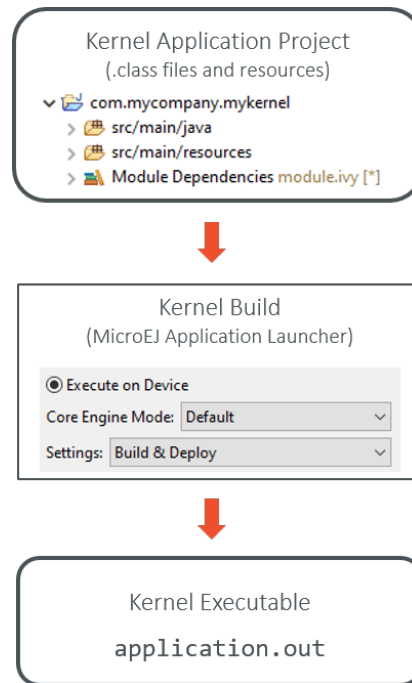 Kernel Application Project
(.class files and resources)
com.mycompany.mykernel
src/main/java
src/main/resources
Module Dependencies module.ivy [*]
Kernel Build
(MicroEJ Application Launcher)
Execute on Device
Core Engine Mode: Default
Settings: Build & Deploy
Kernel Executable
application.out